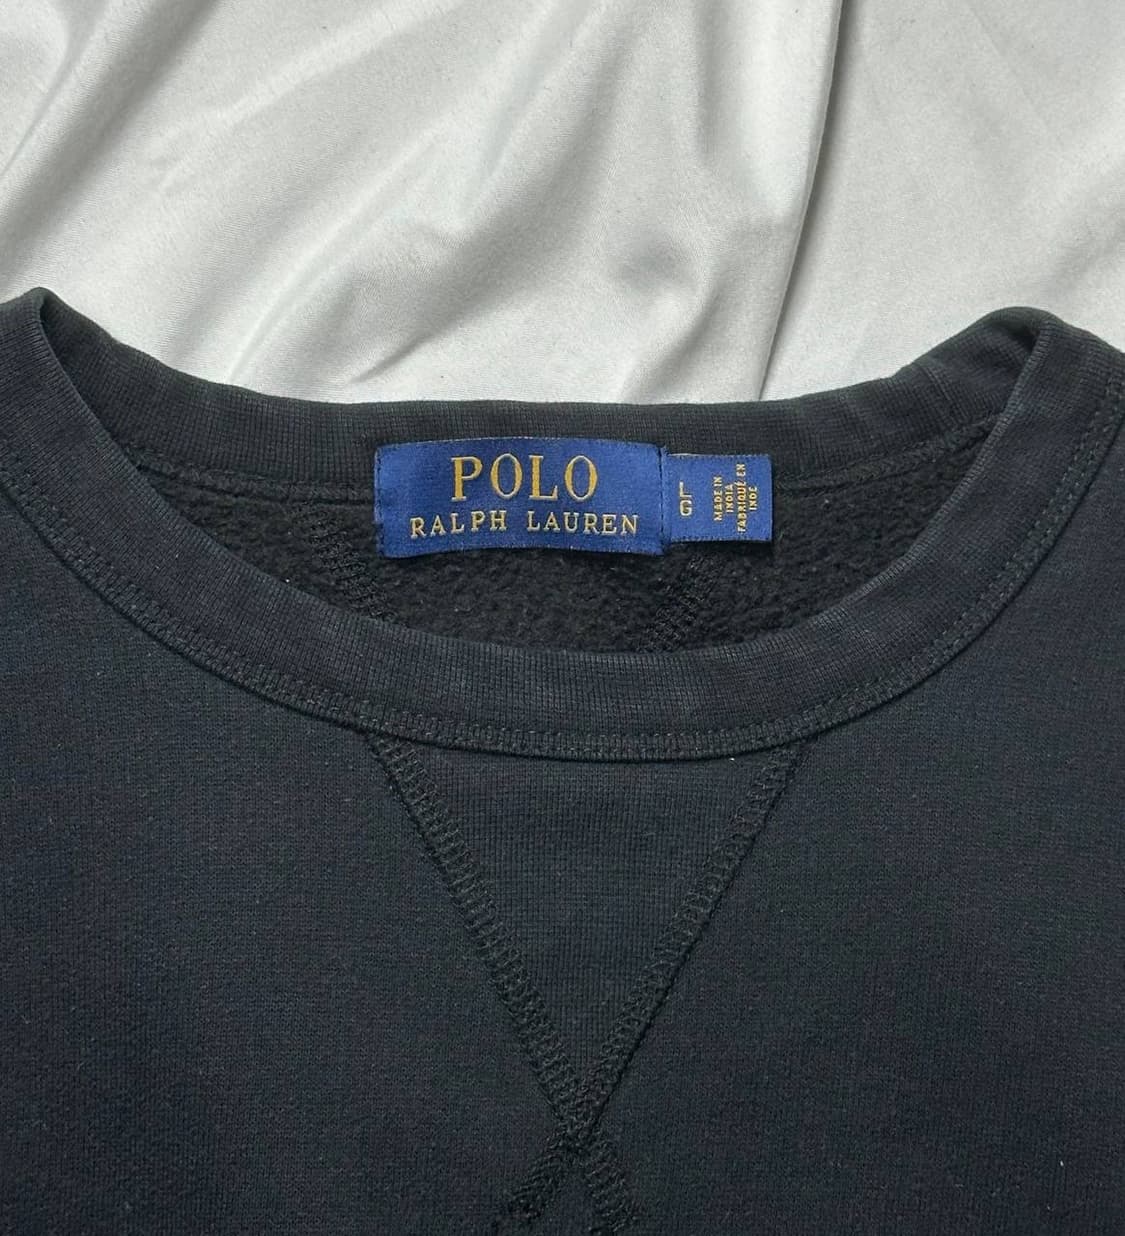 POLO
RALPH LAUREN
L
G
MADE IN
INDIA
FABRIQUÉ EN
INDE